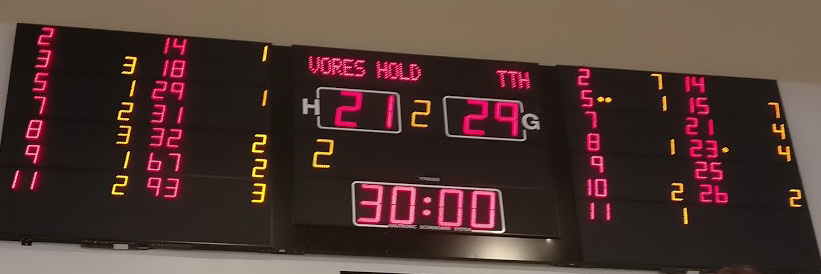 2 14 1
3 3 18
5 1 29 1
7 2 31
8 3 32 2
9 1 67 2
11 2 93 3
VORES HOLD TTH
H 21 2 29 G
2
30:00
2 7 14
5 1 15 7
7 21 4
8 1 23 4
9 25
10 2 26 2
11 1